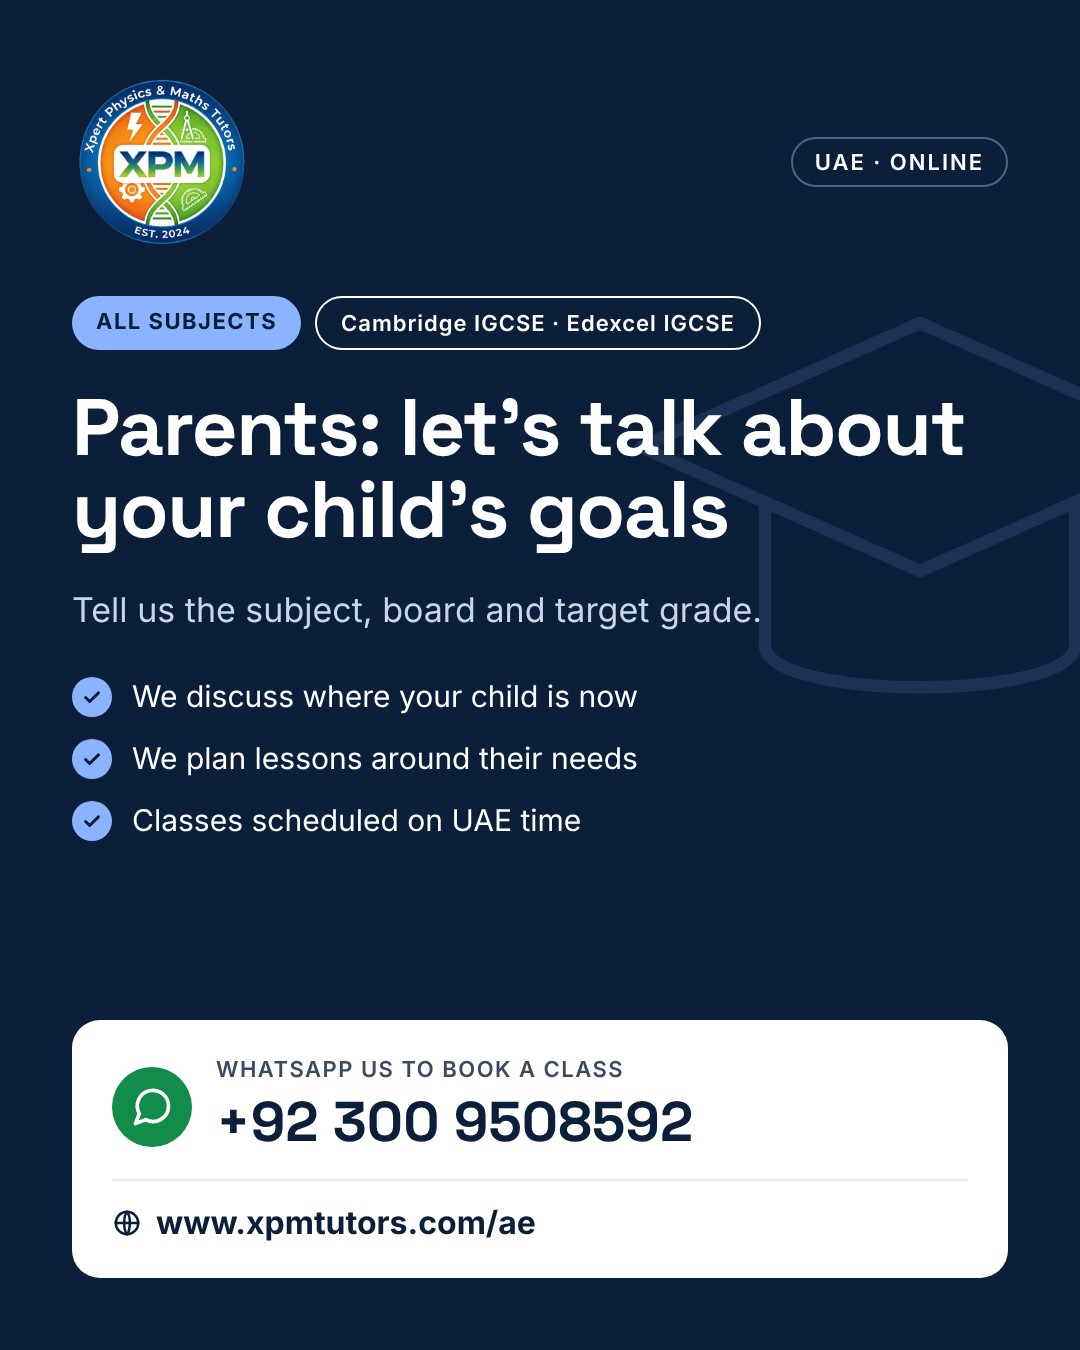 Xpert Physics & Maths Tutors
XPM
EST. 2024
UAE · ONLINE
ALL SUBJECTS
Cambridge IGCSE · Edexcel IGCSE
Parents: let’s talk about
your child’s goals
Tell us the subject, board and target grade.
We discuss where your child is now
We plan lessons around their needs
Classes scheduled on UAE time
WHATSAPP US TO BOOK A CLASS
+92 300 9508592
www.xpmtutors.com/ae